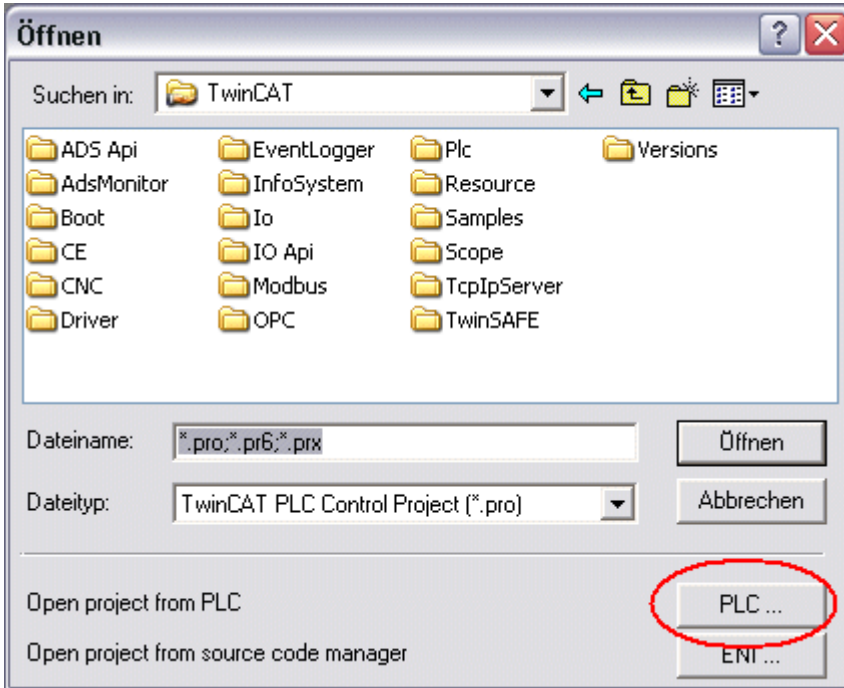 Öffnen
Suchen in: TwinCAT
ADS Api EventLogger Plc Versions
AdsMonitor InfoSystem Resource
Boot Io Samples
CE IO Api Scope
CNC Modbus TcpIpServer
Driver OPC TwinSAFE
Dateiname: *.pro;*.pr6;*.prx Öffnen
Dateityp: TwinCAT PLC Control Project (*.pro) Abbrechen
Open project from PLC PLC ...
Open project from source code manager ENI ...